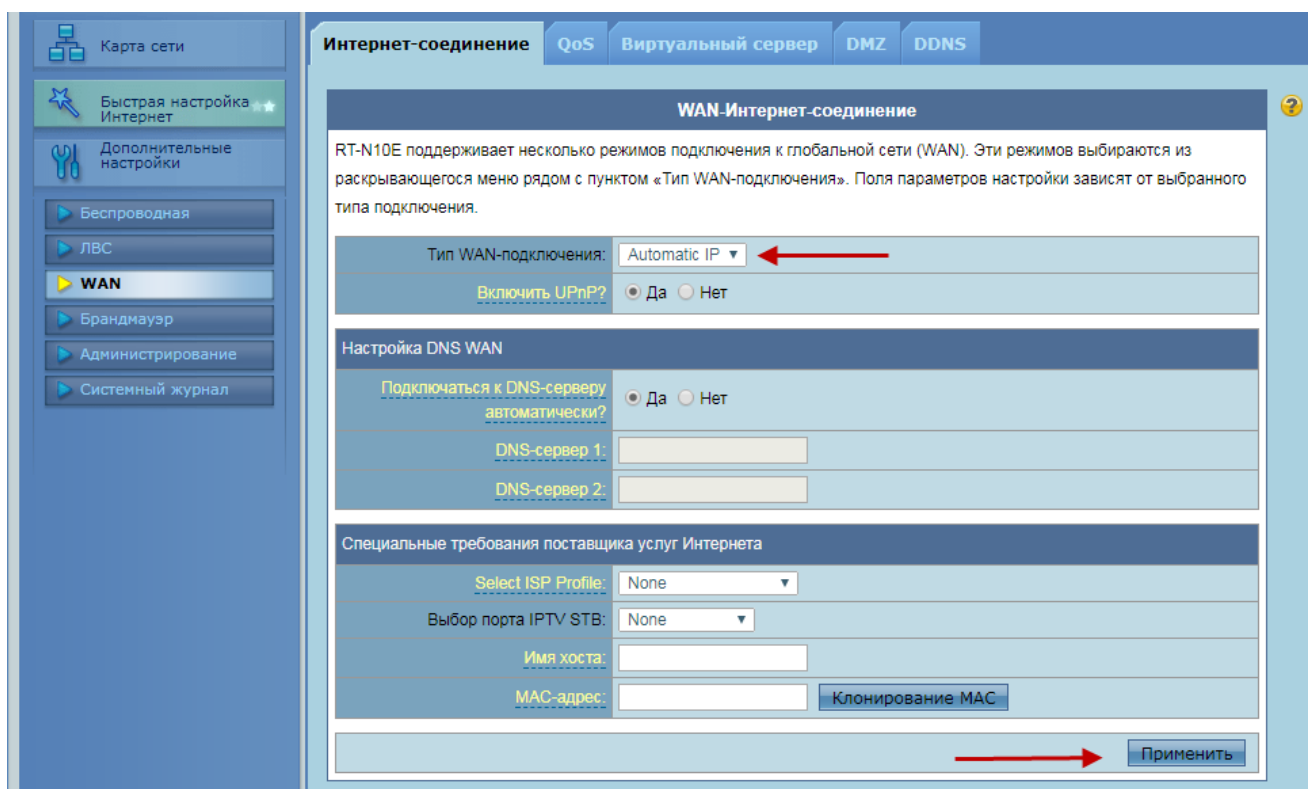 Карта сети
Быстрая настройка
Интернет
Дополнительные
настройки
Беспроводная
ЛВС
WAN
Брандмауэр
Администрирование
Системный журнал
Интернет-соединение QoS Виртуальный сервер DMZ DDNS
WAN-Интернет-соединение
?
RT-N10E поддерживает несколько режимов подключения к глобальной сети (WAN). Эти режимов выбираются из
раскрывающегося меню рядом с пунктом «Тип WAN-подключения». Поля параметров настройки зависят от выбранного
типа подключения.
Тип WAN-подключения: Automatic IP
Включить UPnP? Да Нет
Настройка DNS WAN
Подключаться к DNS-серверу
автоматически? Да Нет
DNS-сервер 1:
DNS-сервер 2:
Специальные требования поставщика услуг Интернета
Select ISP Profile: None
Выбор порта IPTV STB: None
Имя хоста:
MAC-адрес: Клонирование MAC
Применить